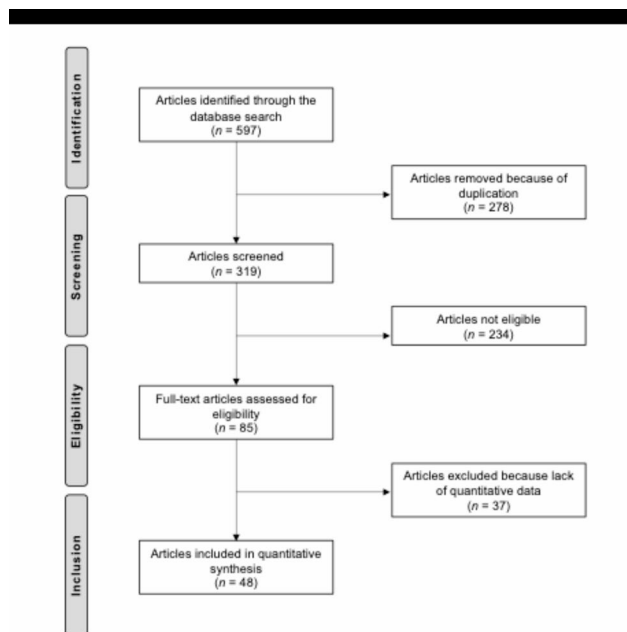 Identification
Articles identified through the
database search
(n = 597)
Articles removed because of
duplication
(n = 278)
Screening
Articles screened
(n = 319)
Articles not eligible
(n = 234)
Eligibility
Full-text articles assessed for
eligibility
(n = 85)
Articles excluded because lack
of quantitative data
(n = 37)
Inclusion
Articles included in quantitative
synthesis
(n = 48)